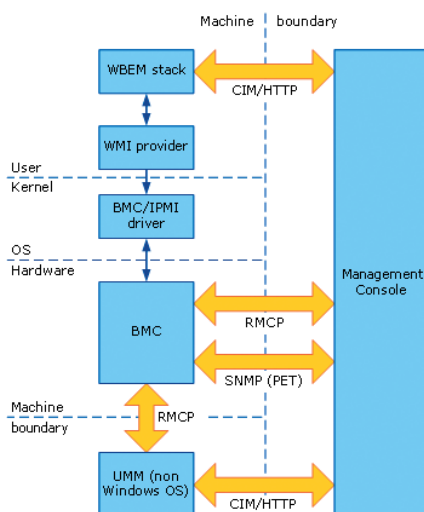 Machine boundary
WBEM stack
CIM/HTTP
WMI provider
User
Kernel
BMC/IPMI
driver
OS
Hardware
Management
Console
BMC
RMCP
SNMP (PET)
Machine
boundary
RMCP
UMM (non
Windows OS)
CIM/HTTP